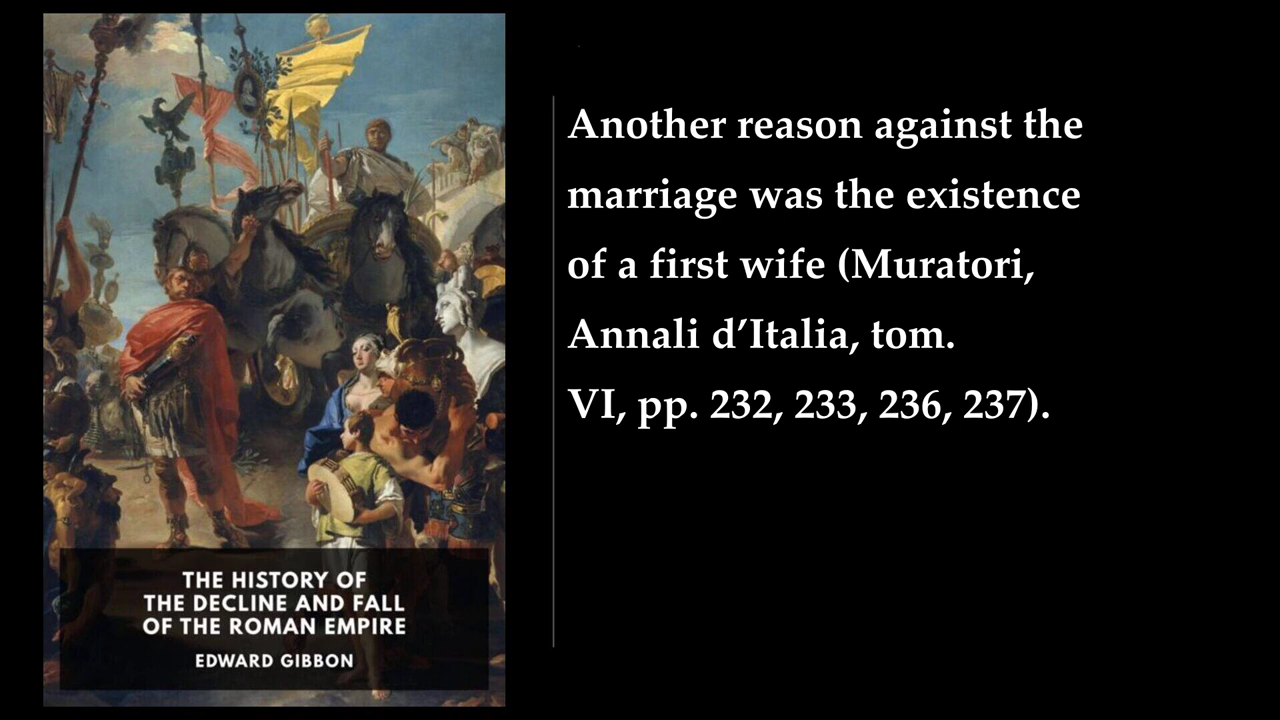 Another reason against the
marriage was the existence
of a first wife (Muratori,
Annali d’Italia, tom.
VI, pp. 232, 233, 236, 237).
THE HISTORY OF
THE DECLINE AND FALL
OF THE ROMAN EMPIRE
EDWARD GIBBON